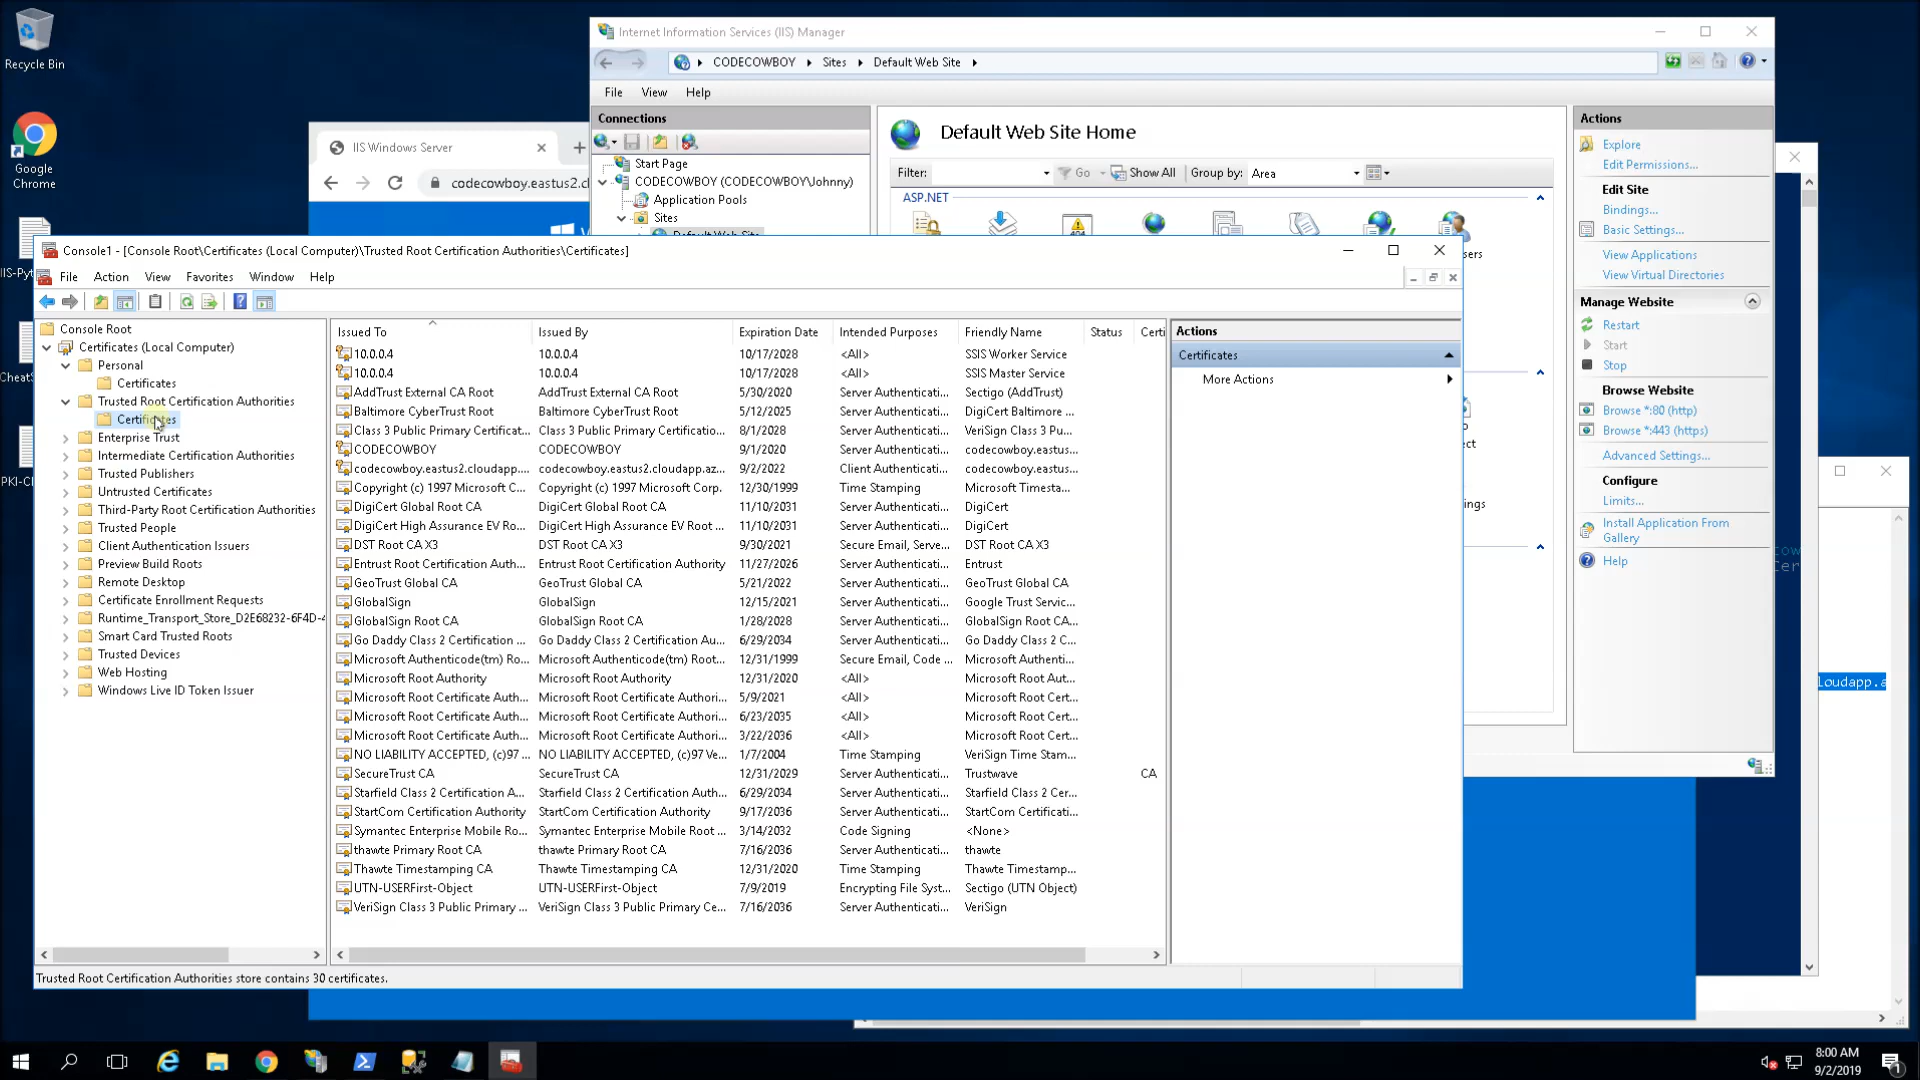 Recycle Bin
Google
Chrome
Internet Information Services (IIS) Manager
CODECOWBOY
Sites
Default Web Site
File
View
Help
Connections
Start Page
CODECOWBOY (CODECOWBOY\Johnny)
Application Pools
Sites
Default Web Site Home
Filter:
Go
Show All
Group by:
Area
ASP.NET
Actions
Explore
Edit Permissions...
Edit Site
Bindings...
Basic Settings...
View Applications
View Virtual Directories
Manage Website
Restart
Start
Stop
Browse Website
Browse *:80 (http)
Browse *:443 (https)
Advanced Settings...
Configure
Limits...
Install Application From
Gallery
Help
IIS Windows Server
codecowboy.eastus2.cl
Console1 - [Console Root\Certificates (Local Computer)\Trusted Root Certification Authorities\Certificates]
File
Action
View
Favorites
Window
Help
Console Root
Certificates (Local Computer)
Personal
Certificates
Trusted Root Certification Authorities
Certificates
Enterprise Trust
Intermediate Certification Authorities
Trusted Publishers
Untrusted Certificates
Third-Party Root Certification Authorities
Trusted People
Client Authentication Issuers
Preview Build Roots
Remote Desktop
Certificate Enrollment Requests
Runtime_Transport_Store_D2E68232-6F4D-4
Smart Card Trusted Roots
Trusted Devices
Web Hosting
Windows Live ID Token Issuer
Issued To Issued By Expiration Date Intended Purposes Friendly Name Status Certi
10.0.0.4 10.0.0.4 10/17/2028 <All> SSIS Worker Service
10.0.0.4 10.0.0.4 10/17/2028 <All> SSIS Master Service
AddTrust External CA Root AddTrust External CA Root 5/30/2020 Server Authenticati... Sectigo (AddTrust)
Baltimore CyberTrust Root Baltimore CyberTrust Root 5/12/2025 Server Authenticati... DigiCert Baltimore ...
Class 3 Public Primary Certificat... Class 3 Public Primary Certificatio... 8/1/2028 Server Authenticati... VeriSign Class 3 Pu...
CODECOWBOY CODECOWBOY 9/1/2020 Server Authenticati... codecowboy.eastus...
codecowboy.eastus2.cloudapp.... codecowboy.eastus2.cloudapp.az... 9/2/2022 Client Authenticati... codecowboy.eastus...
Copyright (c) 1997 Microsoft C... Copyright (c) 1997 Microsoft Corp. 12/30/1999 Time Stamping Microsoft Timesta...
DigiCert Global Root CA DigiCert Global Root CA 11/10/2031 Server Authenticati... DigiCert
DigiCert High Assurance EV Ro... DigiCert High Assurance EV Root ... 11/10/2031 Server Authenticati... DigiCert
DST Root CA X3 DST Root CA X3 9/30/2021 Secure Email, Serve... DST Root CA X3
Entrust Root Certification Auth... Entrust Root Certification Authority 11/27/2026 Server Authenticati... Entrust
GeoTrust Global CA GeoTrust Global CA 5/21/2022 Server Authenticati... GeoTrust Global CA
GlobalSign GlobalSign 12/15/2021 Server Authenticati... Google Trust Servic...
GlobalSign Root CA GlobalSign Root CA 1/28/2028 Server Authenticati... GlobalSign Root CA...
Go Daddy Class 2 Certification ... Go Daddy Class 2 Certification Au... 6/29/2034 Server Authenticati... Go Daddy Class 2 C...
Microsoft Authenticode(tm) Ro... Microsoft Authenticode(tm) Root... 12/31/1999 Secure Email, Code ... Microsoft Authenti...
Microsoft Root Authority Microsoft Root Authority 12/31/2020 <All> Microsoft Root Aut...
Microsoft Root Certificate Auth... Microsoft Root Certificate Authori... 5/9/2021 <All> Microsoft Root Cert...
Microsoft Root Certificate Auth... Microsoft Root Certificate Authori... 6/23/2035 <All> Microsoft Root Cert...
Microsoft Root Certificate Auth... Microsoft Root Certificate Authori... 3/22/2036 <All> Microsoft Root Cert...
NO LIABILITY ACCEPTED, (c)97 ... NO LIABILITY ACCEPTED, (c)97 Ve... 1/7/2004 Time Stamping VeriSign Time Stam...
SecureTrust CA SecureTrust CA 12/31/2029 Server Authenticati... Trustwave CA
Starfield Class 2 Certification A... Starfield Class 2 Certification Auth... 6/29/2034 Server Authenticati... Starfield Class 2 Cer...
StartCom Certification Authority StartCom Certification Authority 9/17/2036 Server Authenticati... StartCom Certificati...
Symantec Enterprise Mobile Ro... Symantec Enterprise Mobile Root ... 3/14/2032 Code Signing <None>
thawte Primary Root CA thawte Primary Root CA 7/16/2036 Server Authenticati... thawte
Thawte Timestamping CA Thawte Timestamping CA 12/31/2020 Time Stamping Thawte Timestamp...
UTN-USERFirst-Object UTN-USERFirst-Object 7/9/2019 Encrypting File Syst... Sectigo (UTN Object)
VeriSign Class 3 Public Primary ... VeriSign Class 3 Public Primary Ce... 7/16/2036 Server Authenticati... VeriSign
Actions
Certificates
More Actions
Trusted Root Certification Authorities store contains 30 certificates.
loudapp.a
8:00 AM
9/2/2019